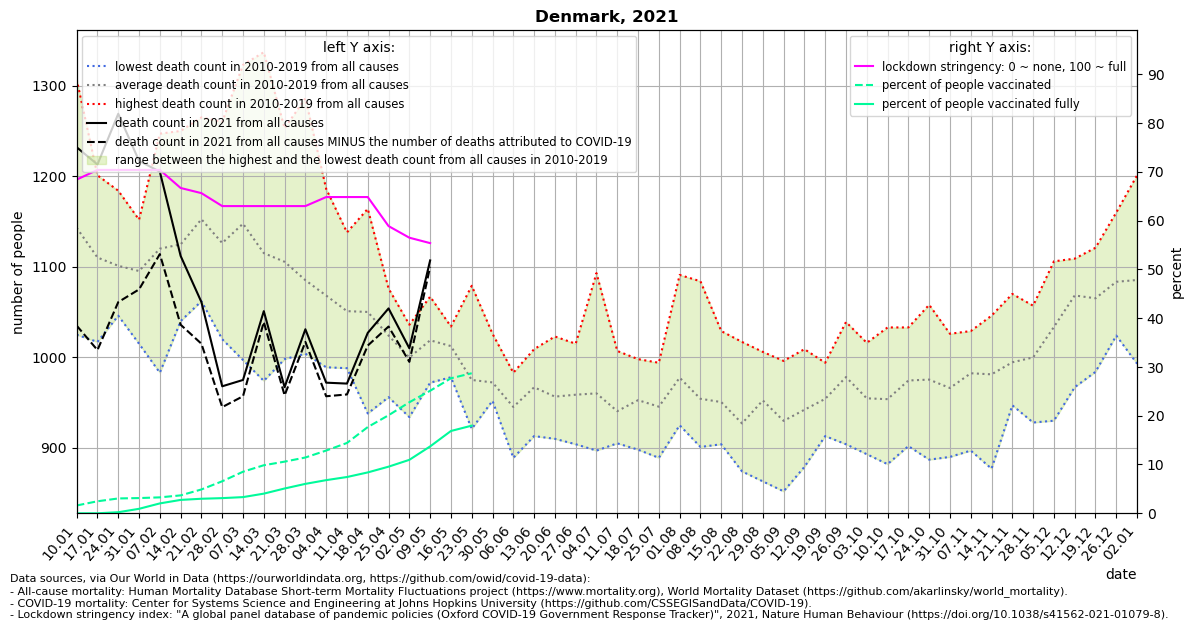 Denmark, 2021
left Y axis:
lowest death count in 2010-2019 from all causes
average death count in 2010-2019 from all causes
highest death count in 2010-2019 from all causes
death count in 2021 from all causes
death count in 2021 from all causes MINUS the number of deaths attributed to COVID-19
range between the highest and the lowest death count from all causes in 2010-2019
right Y axis:
lockdown stringency: 0 ~ none, 100 ~ full
percent of people vaccinated
percent of people vaccinated fully
number of people
1300
1200
1100
1000
900
90
80
70
60
50
40
30
20
10
0
percent
10.01 17.01 24.01 31.01 07.02 14.02 21.02 28.02 07.03 14.03 21.03 28.03 04.04 11.04 18.04 25.04 02.05 09.05 16.05 23.05 30.05 06.06 13.06 20.06 27.06 04.07 11.07 18.07 25.07 01.08 08.08 15.08 22.08 29.08 05.09 12.09 19.09 26.09 03.10 10.10 17.10 24.10 31.10 07.11 14.11 21.11 28.11 05.12 12.12 19.12 26.12 02.01
date
Data sources, via Our World in Data (https://ourworldindata.org, https://github.com/owid/covid-19-data):
- All-cause mortality: Human Mortality Database Short-term Mortality Fluctuations project (https://www.mortality.org), World Mortality Dataset (https://github.com/akarlinsky/world_mortality).
- COVID-19 mortality: Center for Systems Science and Engineering at Johns Hopkins University (https://github.com/CSSEGISandData/COVID-19).
- Lockdown stringency index: "A global panel database of pandemic policies (Oxford COVID-19 Government Response Tracker)", 2021, Nature Human Behaviour (https://doi.org/10.1038/s41562-021-01079-8).